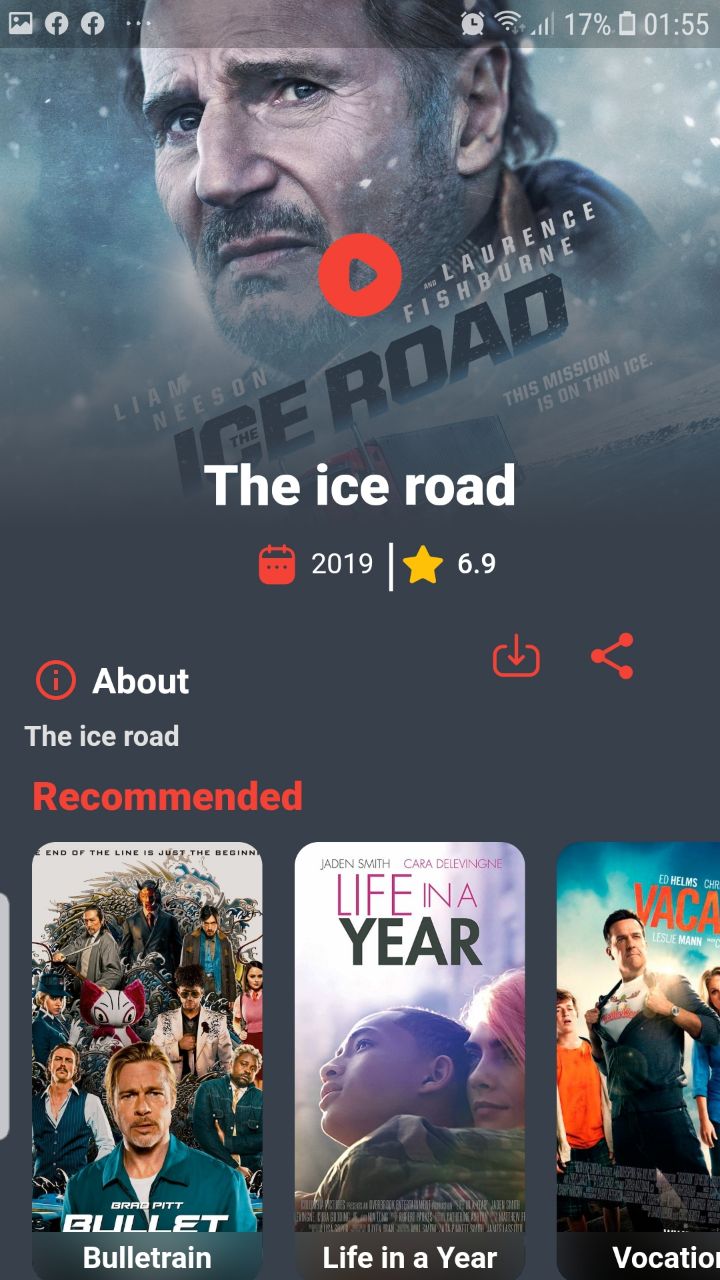 17% 01:55
AND LAURENCE
FISHBURNE
LIAM
NEESON
THE ICE ROAD
THIS MISSION
IS ON THIN ICE.
The ice road
2019 6.9
About
The ice road
Recommended
E END OF THE LINE IS JUST THE BEGINN
BRAD PITT
BULLET
Bulletrain
JADEN SMITH CARA DELEVINGNE
LIFE IN A
YEAR
Life in a Year
ED HELMS CHR
VACA
LESLIE MANN
Vocation